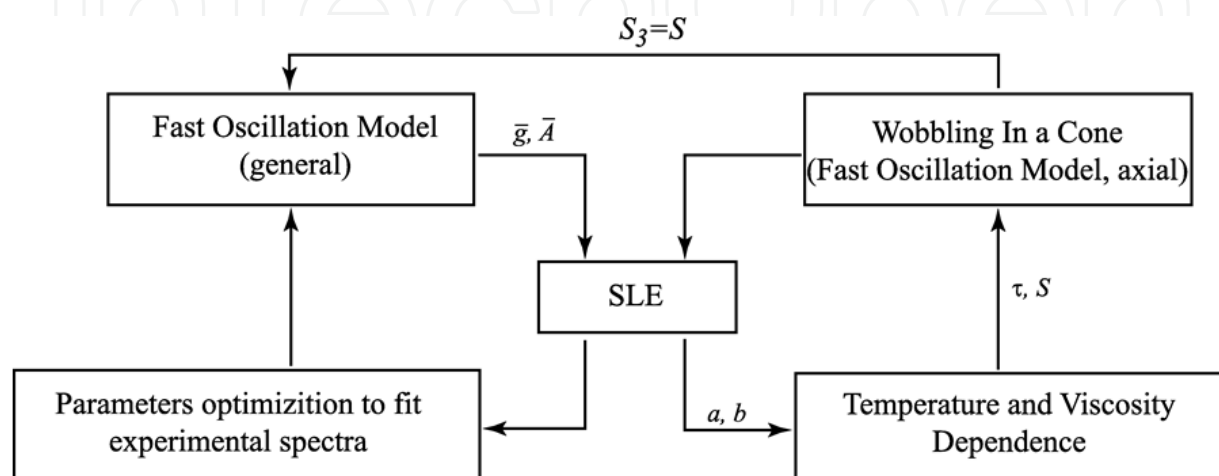 S₃=S
Fast Oscillation Model
(general)
g̅, A̅
Wobbling In a Cone
(Fast Oscillation Model, axial)
SLE
τ, S
Parameters optimizition to fit
experimental spectra
a, b
Temperature and Viscosity
Dependence